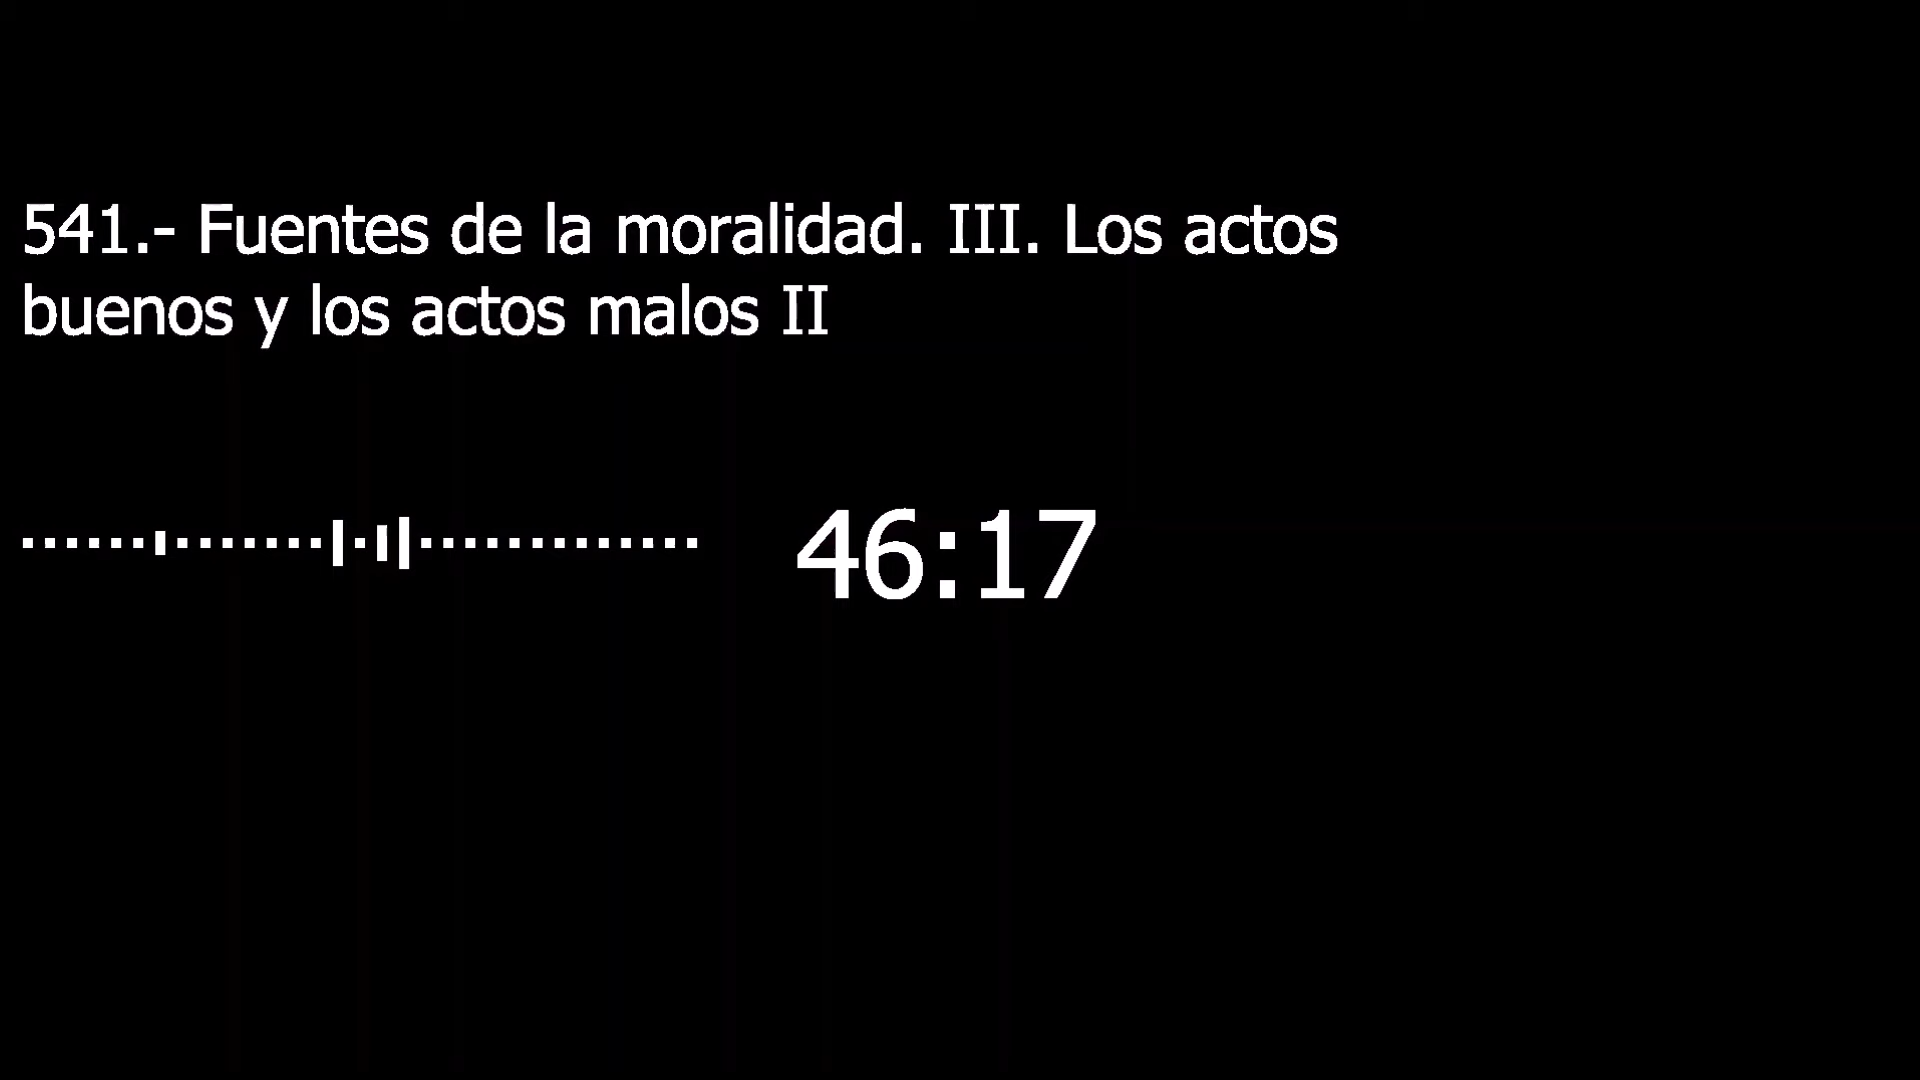 541.- Fuentes de la moralidad. III. Los actos
buenos y los actos malos II
46:17